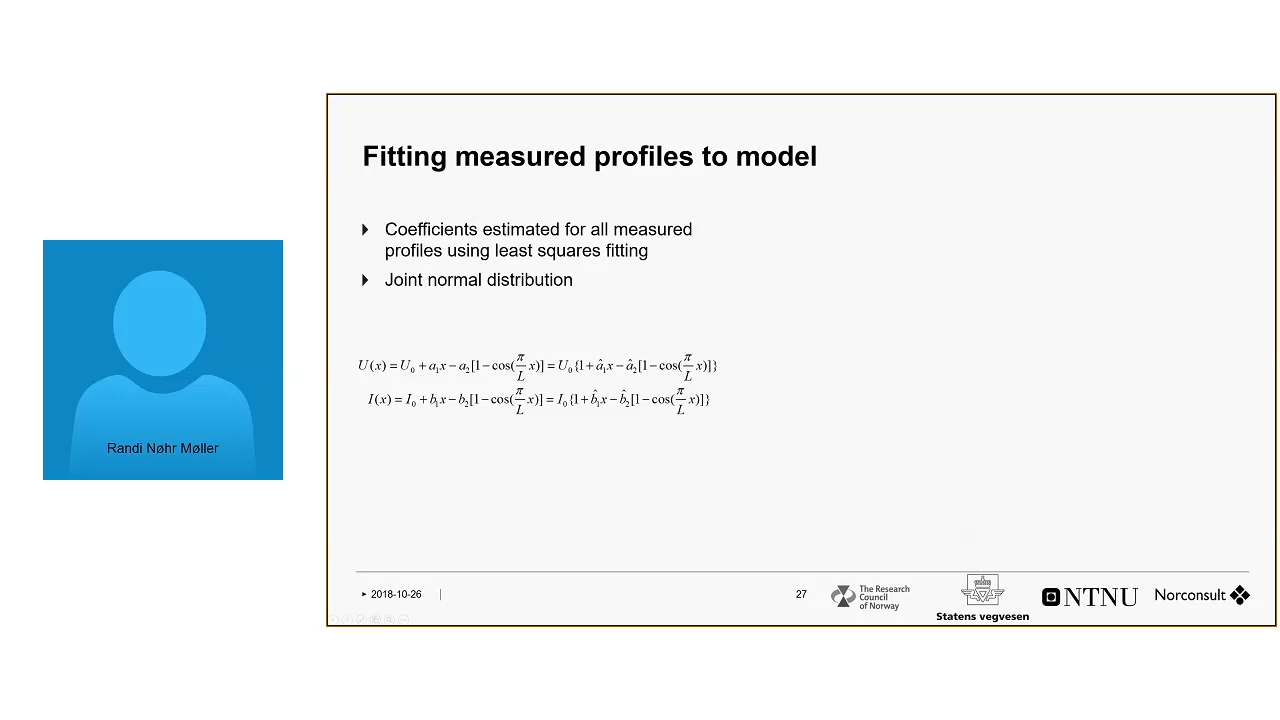 Fitting measured profiles to model
Coefficients estimated for all measured
profiles using least squares fitting
Joint normal distribution
U(x) = U₀ + a₁x − a₂[1 − cos(π/L x)] = U₀{1 + â₁x − â₂[1 − cos(π/L x)]}
I(x) = I₀ + b₁x − b₂[1 − cos(π/L x)] = I₀{1 + b̂₁x − b̂₂[1 − cos(π/L x)]}
Randi Nøhr Møller
2018-10-26
27
The Research
Council
of Norway
Statens vegvesen
NTNU
Norconsult